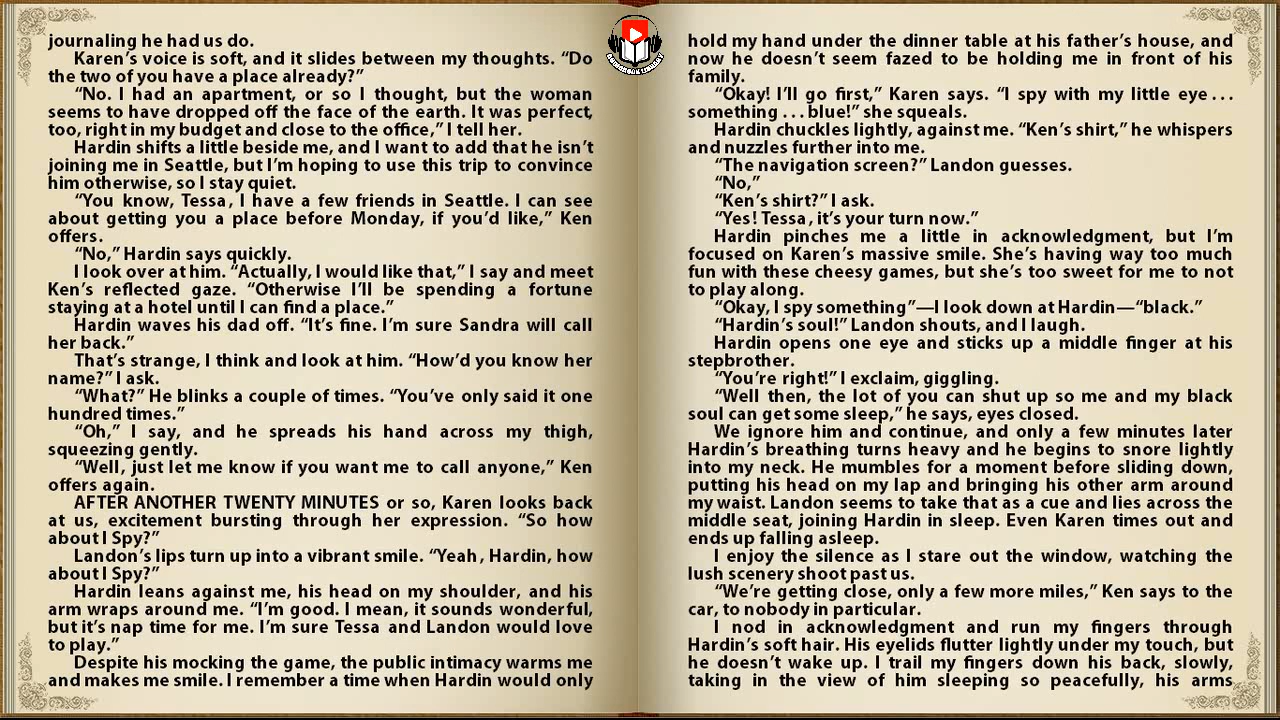 journaling he had us do.
Karen’s voice is soft, and it slides between my thoughts. “Do
the two of you have a place already?”
“No. I had an apartment, or so I thought, but the woman
seems to have dropped off the face of the earth. It was perfect,
too, right in my budget and close to the office,” I tell her.
Hardin shifts a little beside me, and I want to add that he isn’t
joining me in Seattle, but I’m hoping to use this trip to convince
him otherwise, so I stay quiet.
“You know, Tessa, I have a few friends in Seattle. I can see
about getting you a place before Monday, if you’d like,” Ken
offers.
“No,” Hardin says quickly.
I look over at him. “Actually, I would like that,” I say and meet
Ken’s reflected gaze. “Otherwise I’ll be spending a fortune
staying at a hotel until I can find a place.”
Hardin waves his dad off. “It’s fine. I’m sure Sandra will call
her back.”
That’s strange, I think and look at him. “How’d you know her
name?” I ask.
“What?” He blinks a couple of times. “You’ve only said it one
hundred times.”
“Oh,” I say, and he spreads his hand across my thigh,
squeezing gently.
“Well, just let me know if you want me to call anyone,” Ken
offers again.
AFTER ANOTHER TWENTY MINUTES or so, Karen looks back
at us, excitement bursting through her expression. “So how
about I Spy?”
Landon’s lips turn up into a vibrant smile. “Yeah, Hardin, how
about I Spy?”
Hardin leans against me, his head on my shoulder, and his
arm wraps around me. “I’m good. I mean, it sounds wonderful,
but it’s nap time for me. I’m sure Tessa and Landon would love
to play.”
Despite his mocking the game, the public intimacy warms me
and makes me smile. I remember a time when Hardin would only
hold my hand under the dinner table at his father’s house, and
now he doesn’t seem fazed to be holding me in front of his
family.
“Okay! I’ll go first,” Karen says. “I spy with my little eye . . .
something . . . blue!” she squeals.
Hardin chuckles lightly, against me. “Ken’s shirt,” he whispers
and nuzzles further into me.
“The navigation screen?” Landon guesses.
“No,”
“Ken’s shirt?” I ask.
“Yes! Tessa, it’s your turn now.”
Hardin pinches me a little in acknowledgment, but I’m
focused on Karen’s massive smile. She’s having way too much
fun with these cheesy games, but she’s too sweet for me to not
to play along.
“Okay, I spy something”—I look down at Hardin—“black.”
“Hardin’s soul!” Landon shouts, and I laugh.
Hardin opens one eye and sticks up a middle finger at his
stepbrother.
“You’re right!” I exclaim, giggling.
“Well then, the lot of you can shut up so me and my black
soul can get some sleep,” he says, eyes closed.
We ignore him and continue, and only a few minutes later
Hardin’s breathing turns heavy and he begins to snore lightly
into my neck. He mumbles for a moment before sliding down,
putting his head on my lap and bringing his other arm around
my waist. Landon seems to take that as a cue and lies across the
middle seat, joining Hardin in sleep. Even Karen times out and
ends up falling asleep.
I enjoy the silence as I stare out the window, watching the
lush scenery shoot past us.
“We’re getting close, only a few more miles,” Ken says to the
car, to nobody in particular.
I nod in acknowledgment and run my fingers through
Hardin’s soft hair. His eyelids flutter lightly under my touch, but
he doesn’t wake up. I trail my fingers down his back, slowly,
taking in the view of him sleeping so peacefully, his arms
AUDIOBOOK LIBRARY